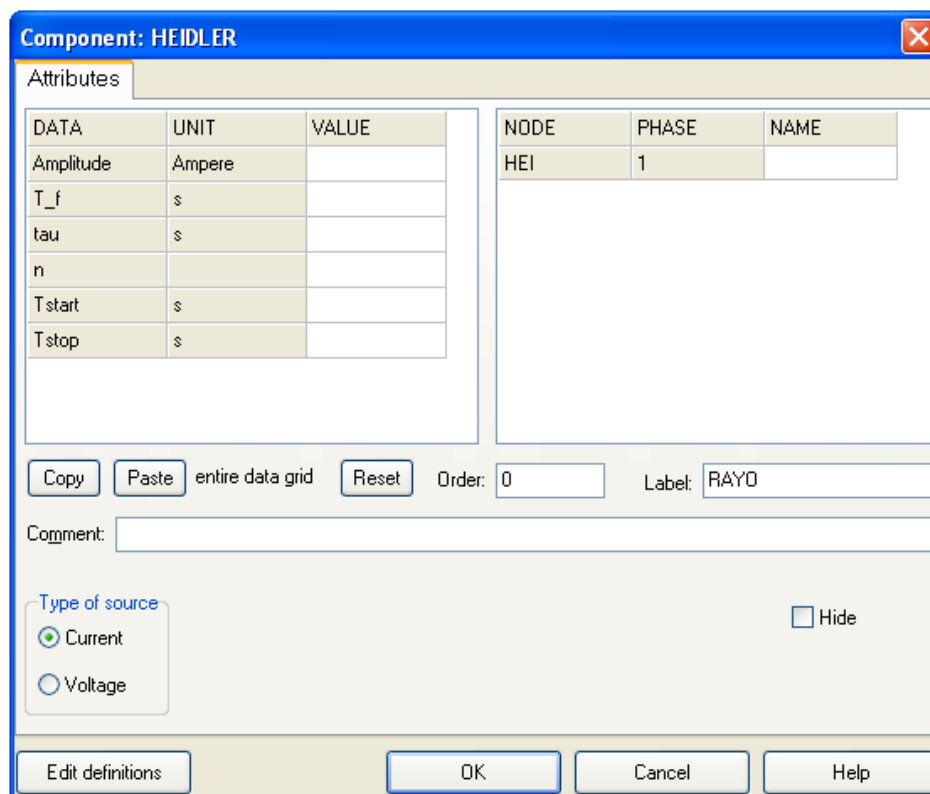 Component: HEIDLER
Attributes
DATA UNIT VALUE
Amplitude Ampere
T_f s
tau s
n
Tstart s
Tstop s
NODE PHASE NAME
HEI 1
Copy Paste entire data grid Reset Order: 0 Label: RAYO
Comment:
Type of source
Current
Voltage
Hide
Edit definitions OK Cancel Help